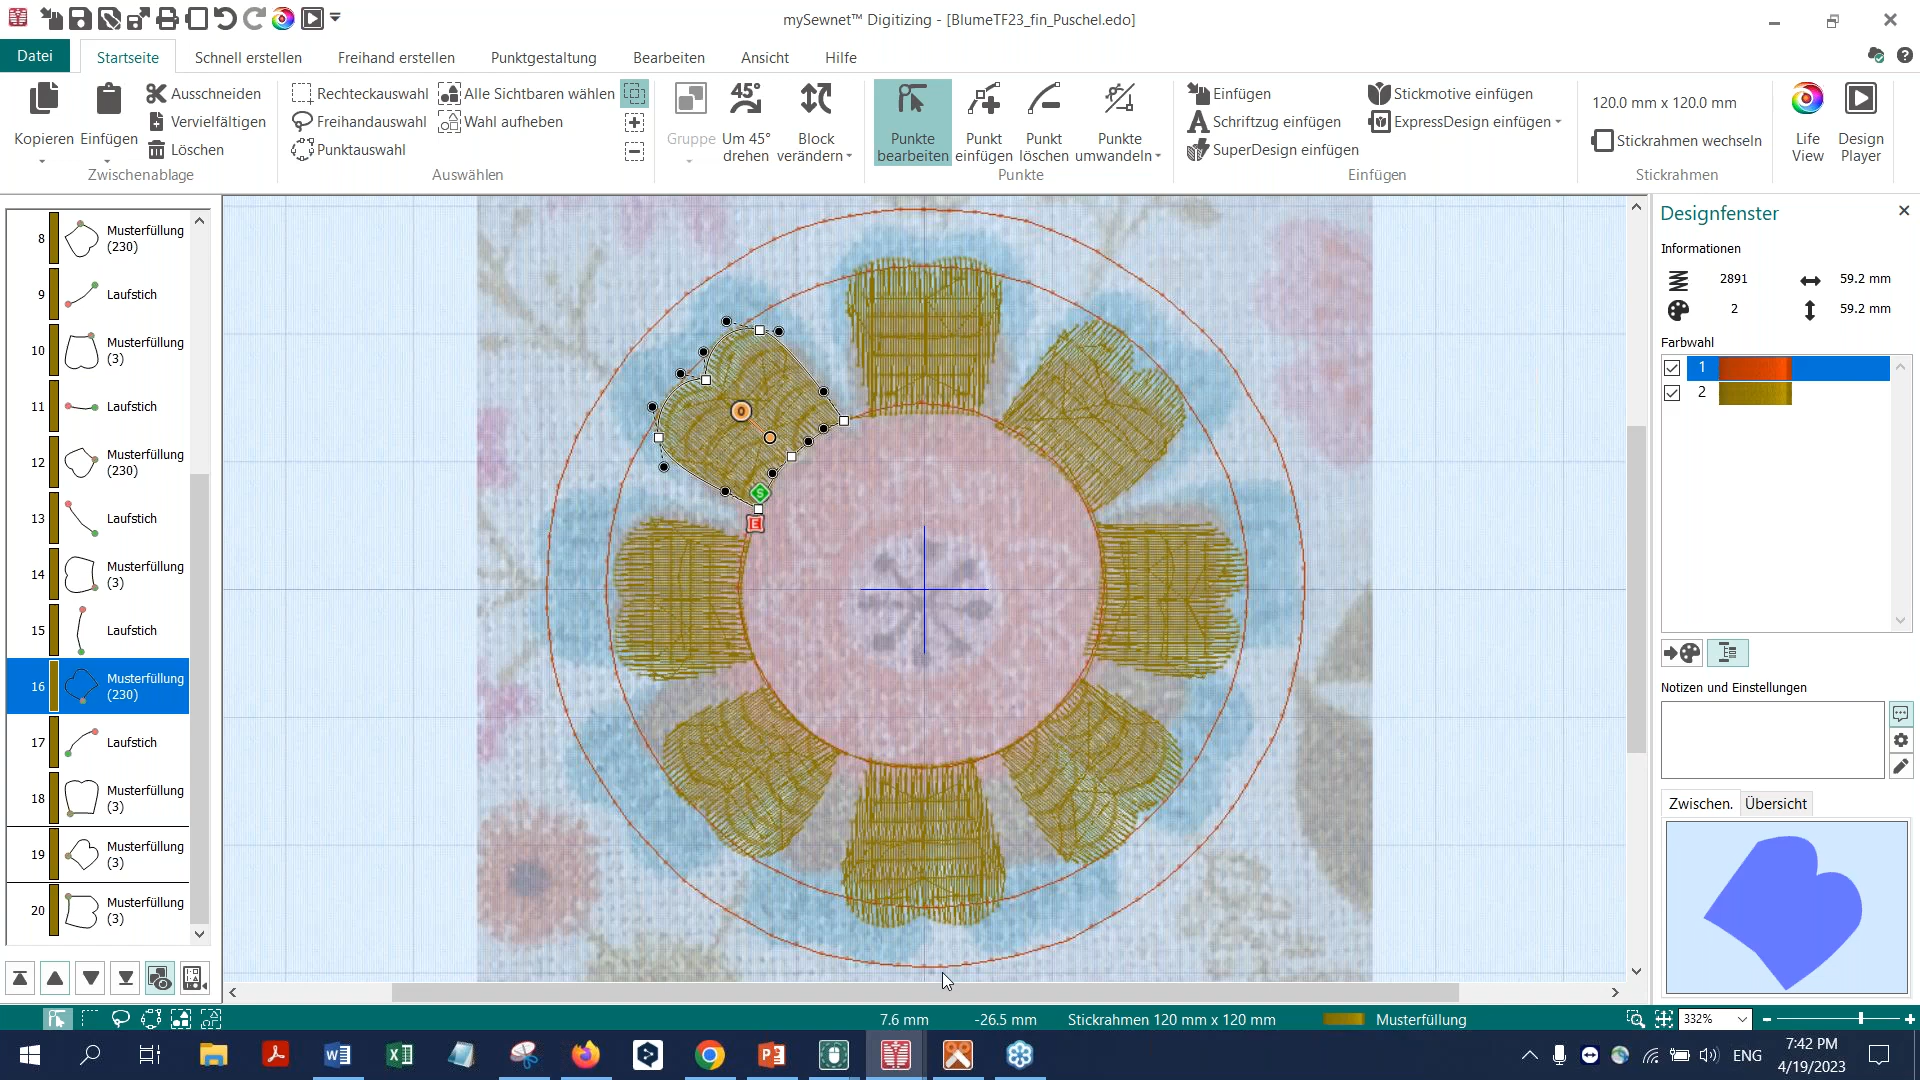 mySewnet™ Digitizing - [BlumeTF23_fin_Puschel.edo]
Datei Startseite Schnell erstellen Freihand erstellen Punktgestaltung Bearbeiten Ansicht Hilfe
Kopieren
Einfügen
Ausschneiden
Vervielfältigen
Löschen
Zwischenablage
Rechteckauswahl
Freihandauswahl
Punktauswahl
Alle Sichtbaren wählen
Wahl aufheben
Auswählen
Gruppe
Um 45°
drehen
45°
Block
verändern
Punkte
bearbeiten
Punkt
einfügen
Punkt
löschen
Punkte
umwandeln
Punkte
Einfügen
Schriftzug einfügen
SuperDesign einfügen
Stickmotive einfügen
ExpressDesign einfügen
Einfügen
120.0 mm x 120.0 mm
Stickrahmen wechseln
Stickrahmen
Life
View
Design
Player
8 Musterfüllung
(230)
9 Laufstich
10 Musterfüllung
(3)
11 Laufstich
12 Musterfüllung
(230)
13 Laufstich
14 Musterfüllung
(3)
15 Laufstich
16 Musterfüllung
(230)
17 Laufstich
18 Musterfüllung
(3)
19 Musterfüllung
(3)
20 Musterfüllung
(3)
O
S
E
Designfenster
Informationen
2891 59.2 mm
2 59.2 mm
Farbwahl
1
2
Notizen und Einstellungen
Zwischen. Übersicht
7.6 mm -26.5 mm Stickrahmen 120 mm x 120 mm Musterfüllung 332%
ENG
7:42 PM
4/19/2023